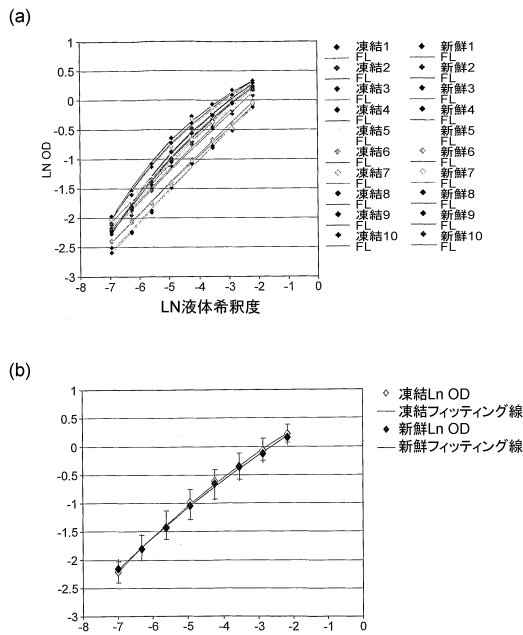 (a)
1
0.5
0
-0.5
-1
-1.5
-2
-2.5
-3
LN OD
-8 -7 -6 -5 -4 -3 -2 -1 0
LN液体希釈度
凍結1
FL
凍結2
FL
凍結3
FL
凍結4
FL
凍結5
FL
凍結6
FL
凍結7
FL
凍結8
FL
凍結9
FL
凍結10
FL
新鮮1
FL
新鮮2
FL
新鮮3
FL
新鮮4
FL
新鮮5
FL
新鮮6
FL
新鮮7
FL
新鮮8
FL
新鮮9
FL
新鮮10
FL
(b)
1
0.5
0
-0.5
-1
-1.5
-2
-2.5
-3
-8 -7 -6 -5 -4 -3 -2 -1 0
凍結Ln OD
凍結フィッティング線
新鮮Ln OD
新鮮フィッティング線